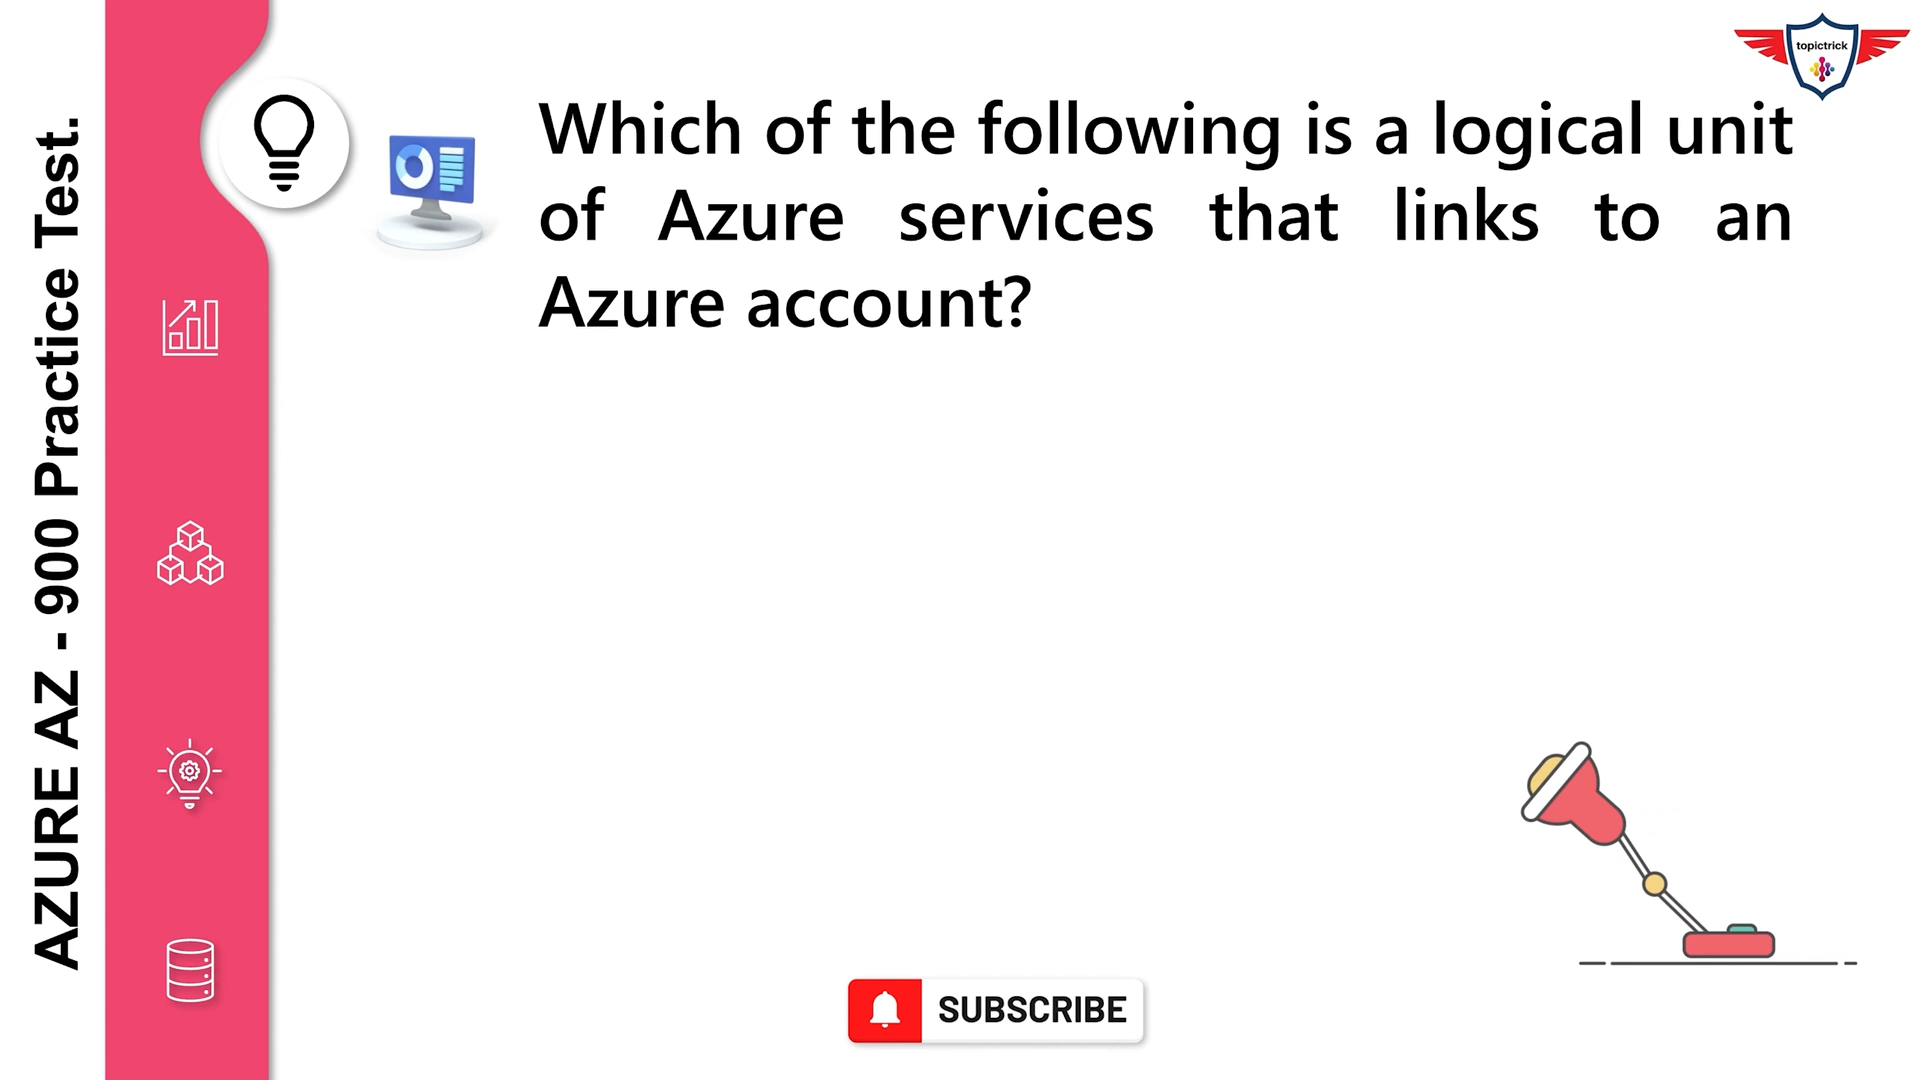 AZURE AZ - 900 Practice Test.
topictrick
Which of the following is a logical unit
of Azure services that links to an
Azure account?
SUBSCRIBE